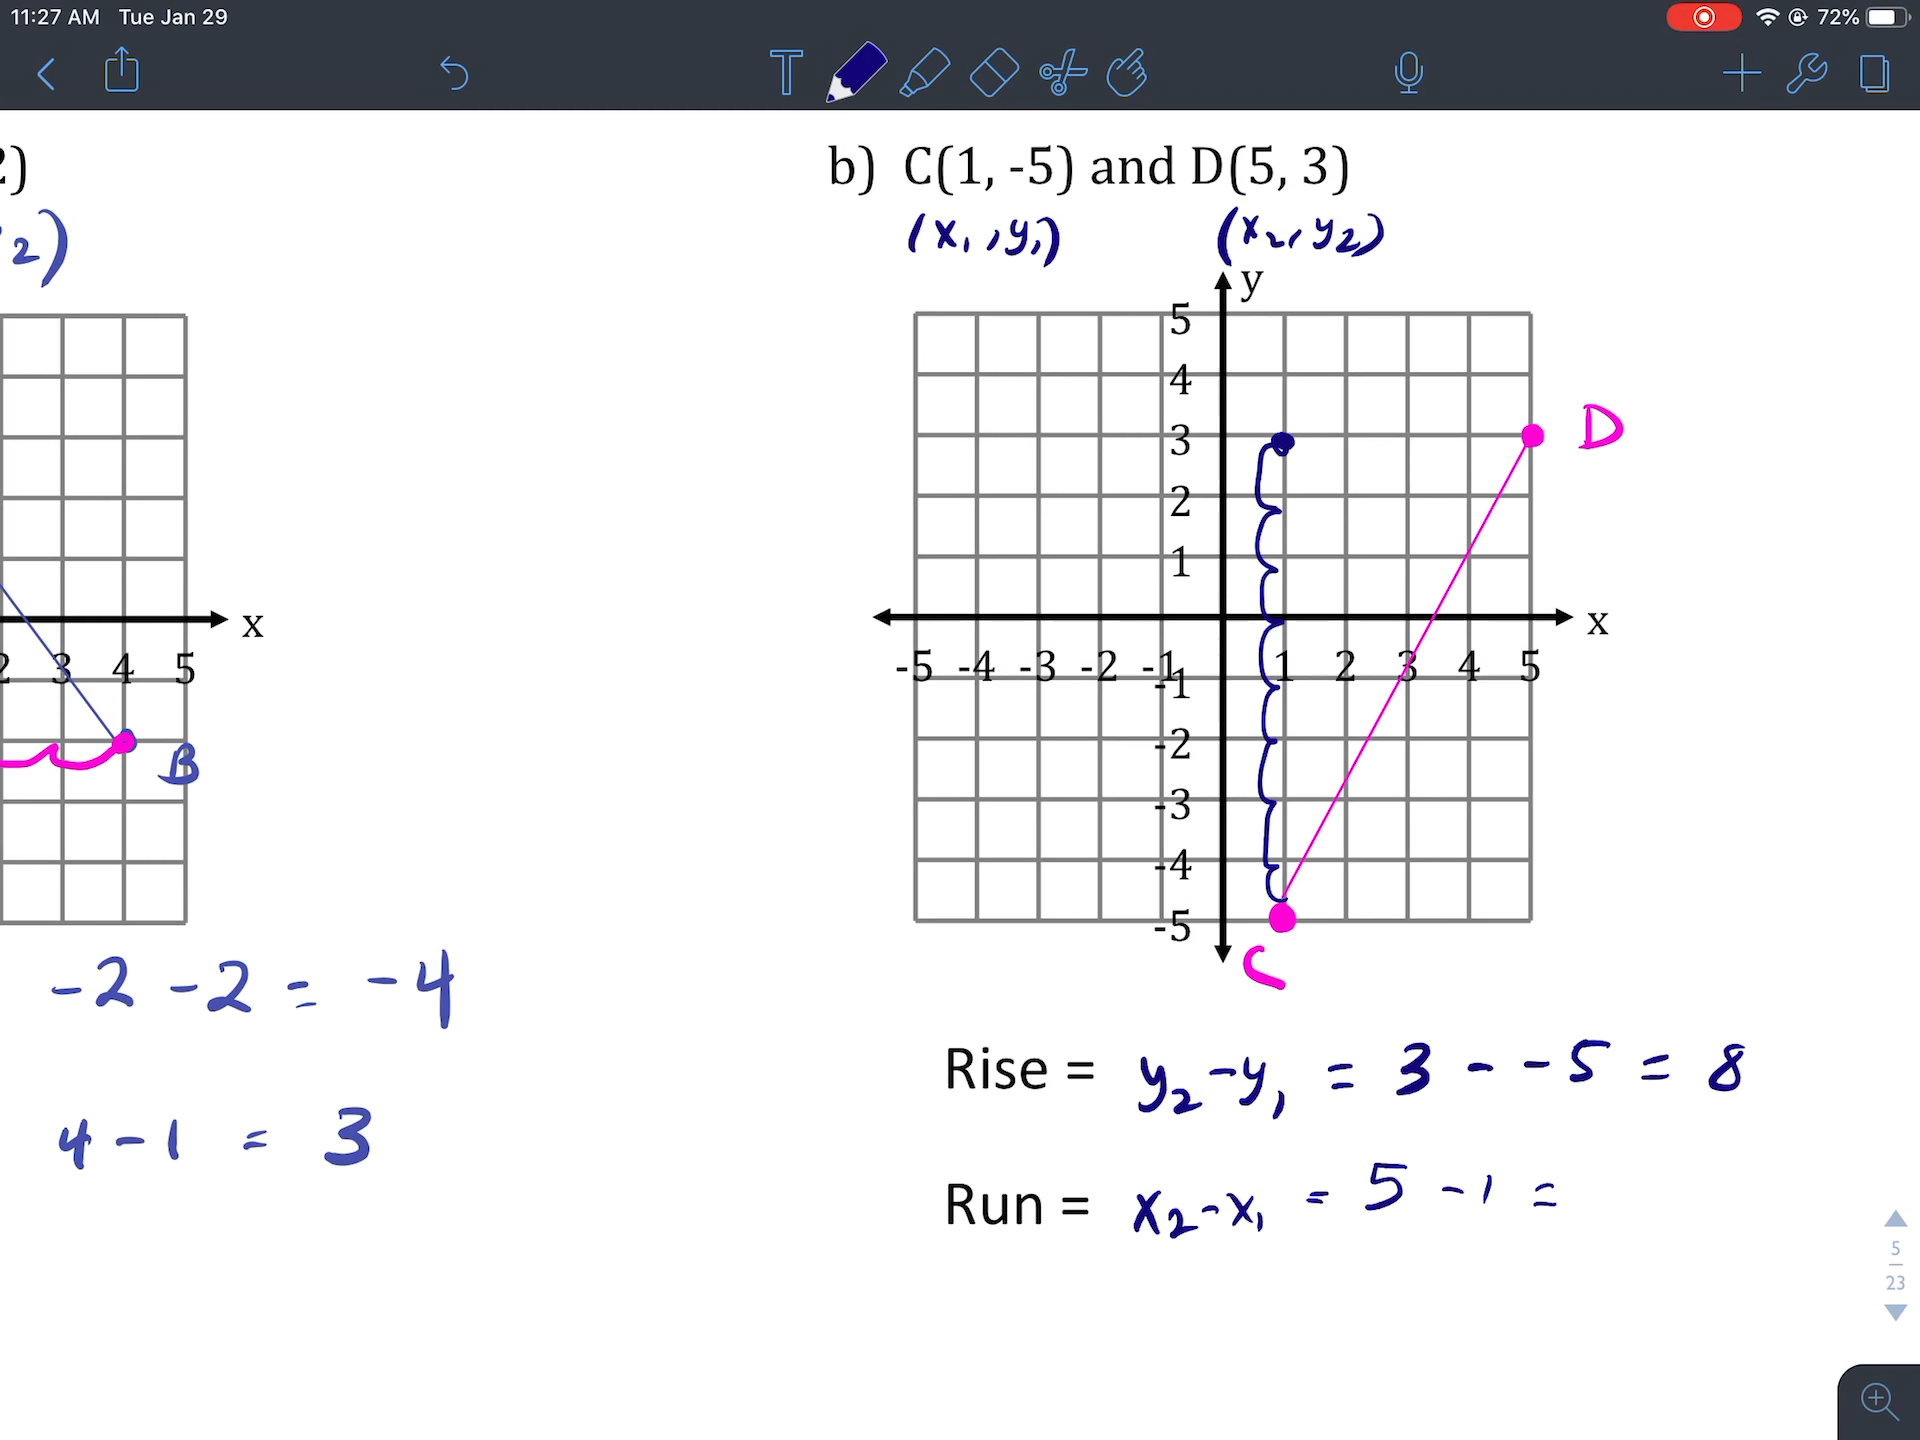 11:27 AM Tue Jan 29
72%
T
2)
2)
x
2 3 4 5
B
-2 -2 = -4
4 - 1 = 3
b) C(1, -5) and D(5, 3)
(x₁, y₁) (x₂, y₂)
y
5
4
3
D
2
1
x
-5 -4 -3 -2 -1 1 2 3 4 5
-1
-2
-3
-4
-5
C
Rise = y₂ - y₁ = 3 - -5 = 8
Run = x₂ - x₁ = 5 - 1 =
5
23